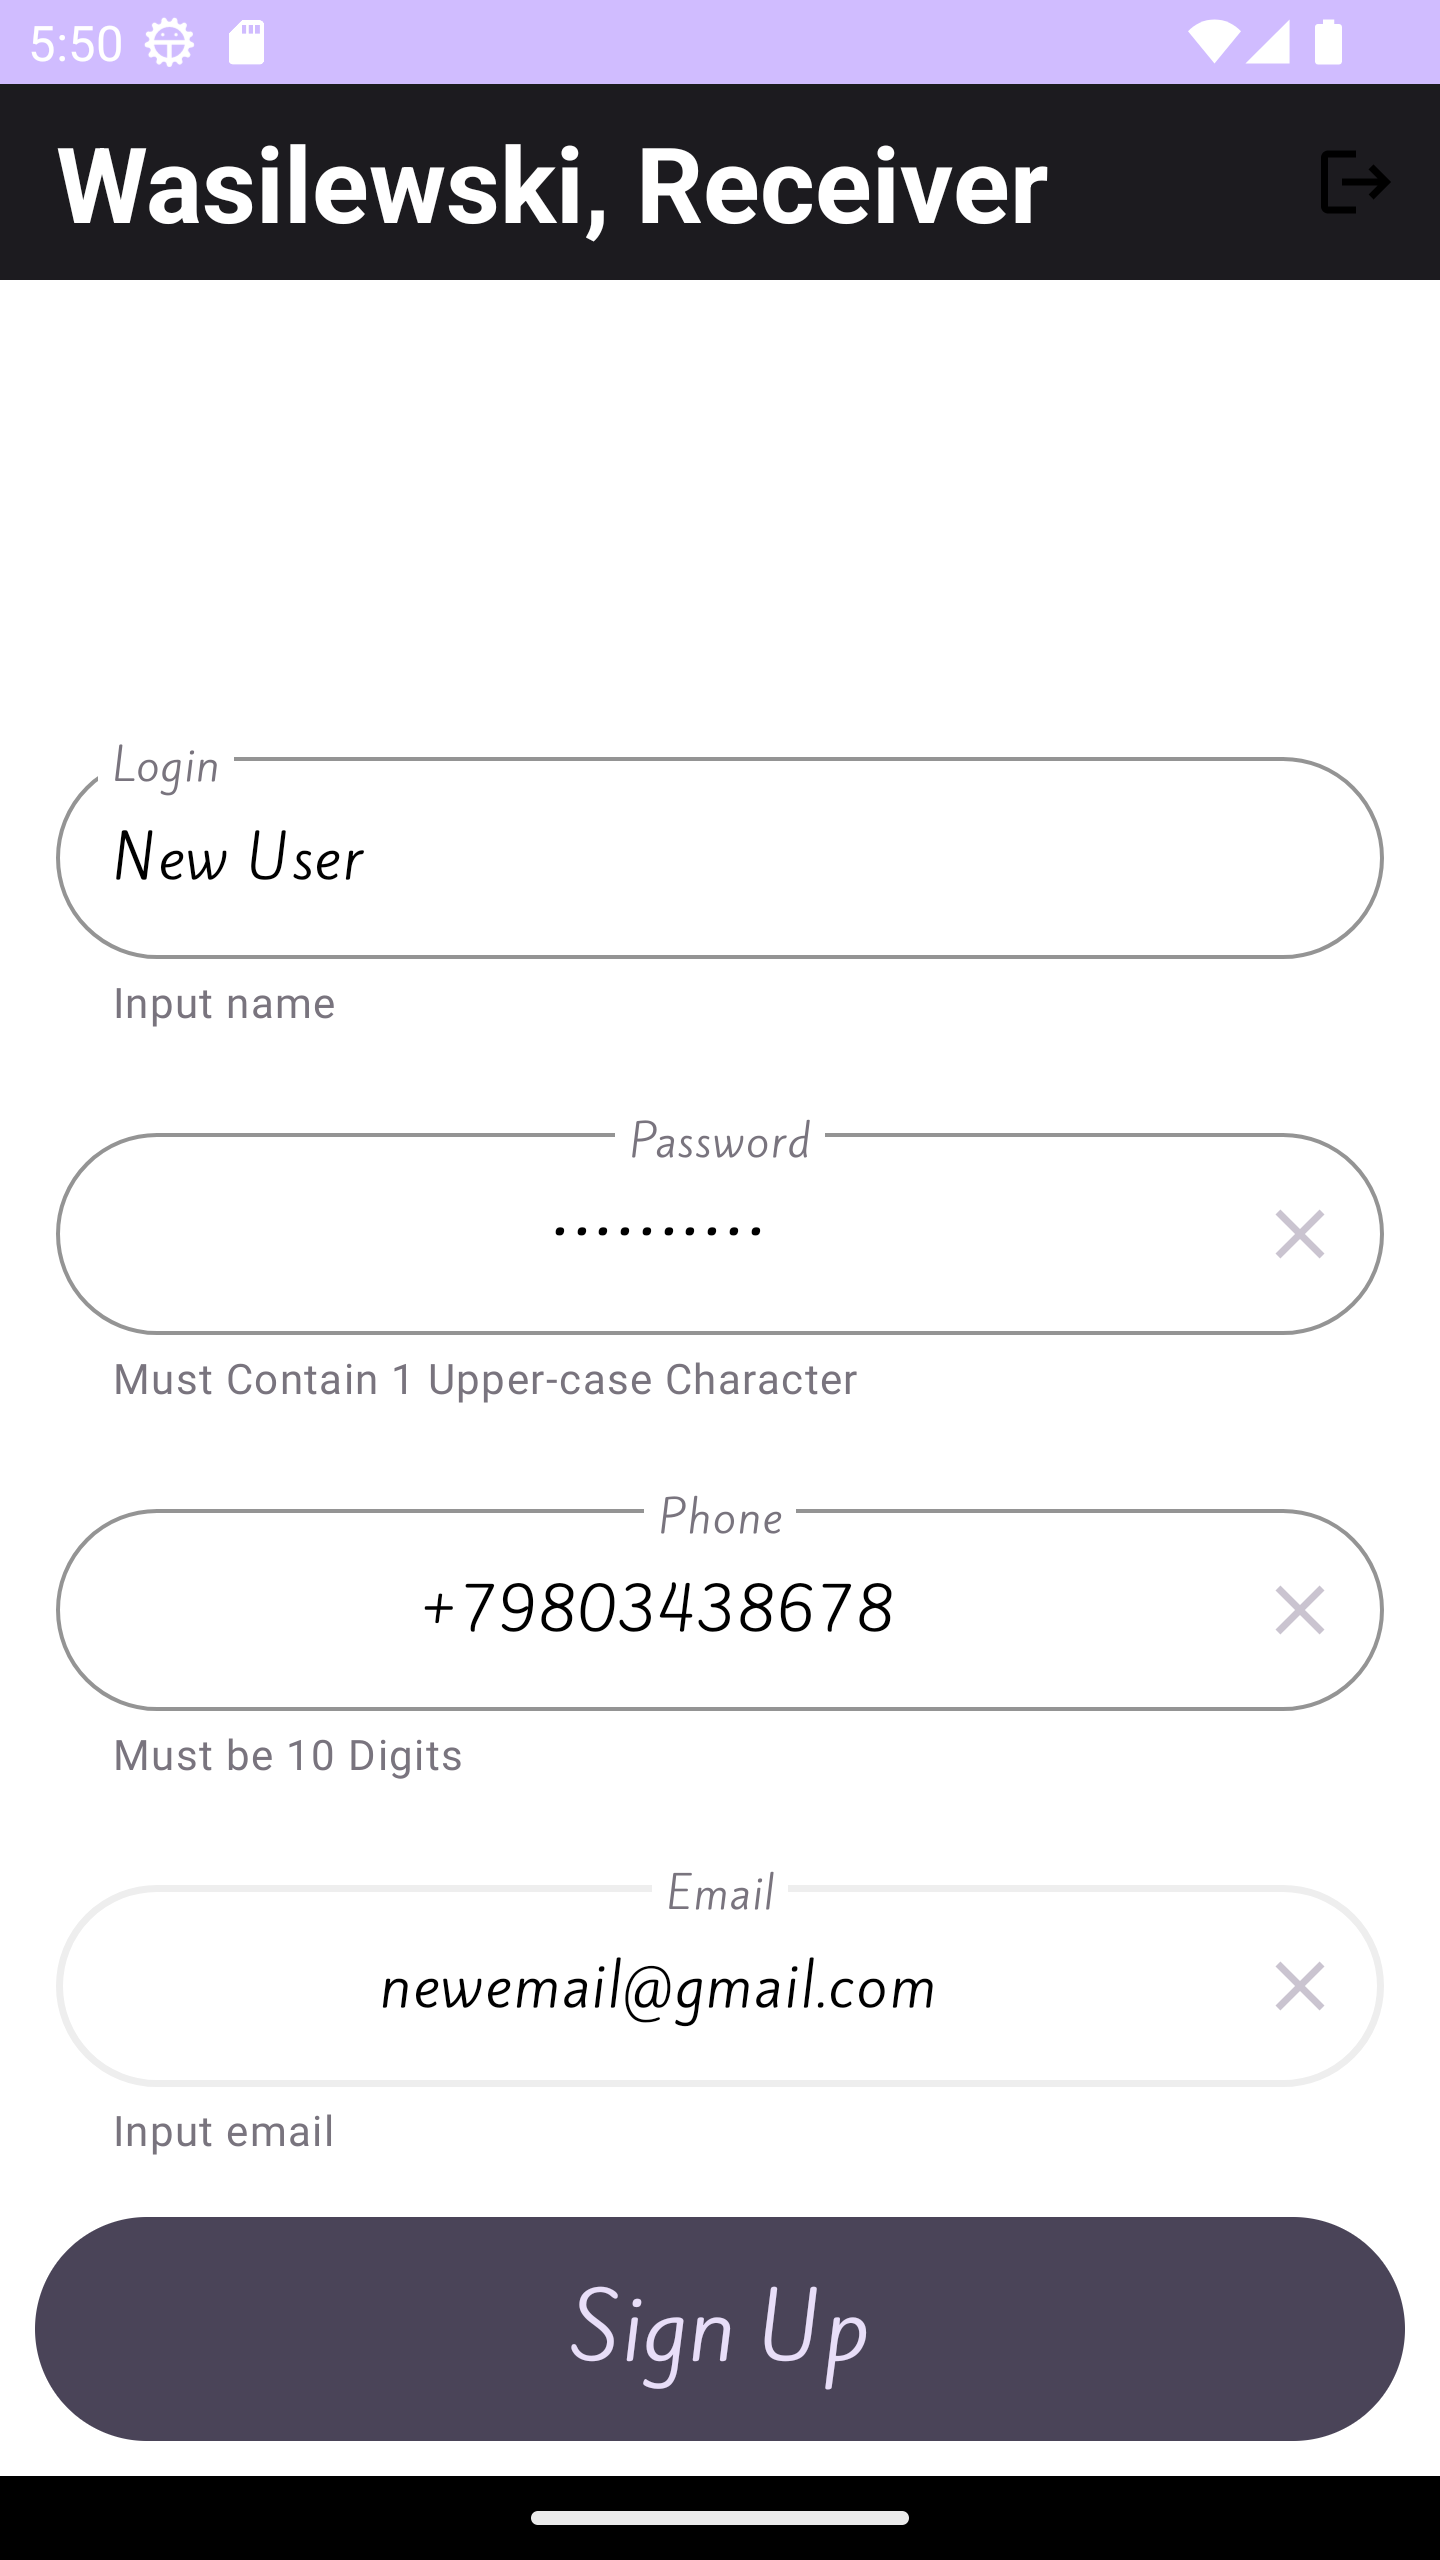 5:50
Wasilewski, Receiver
Login
New User
Input name
Password
••••••••••
Must Contain 1 Upper-case Character
Phone
+79803438678
Must be 10 Digits
Email
newemail@gmail.com
Input email
Sign Up